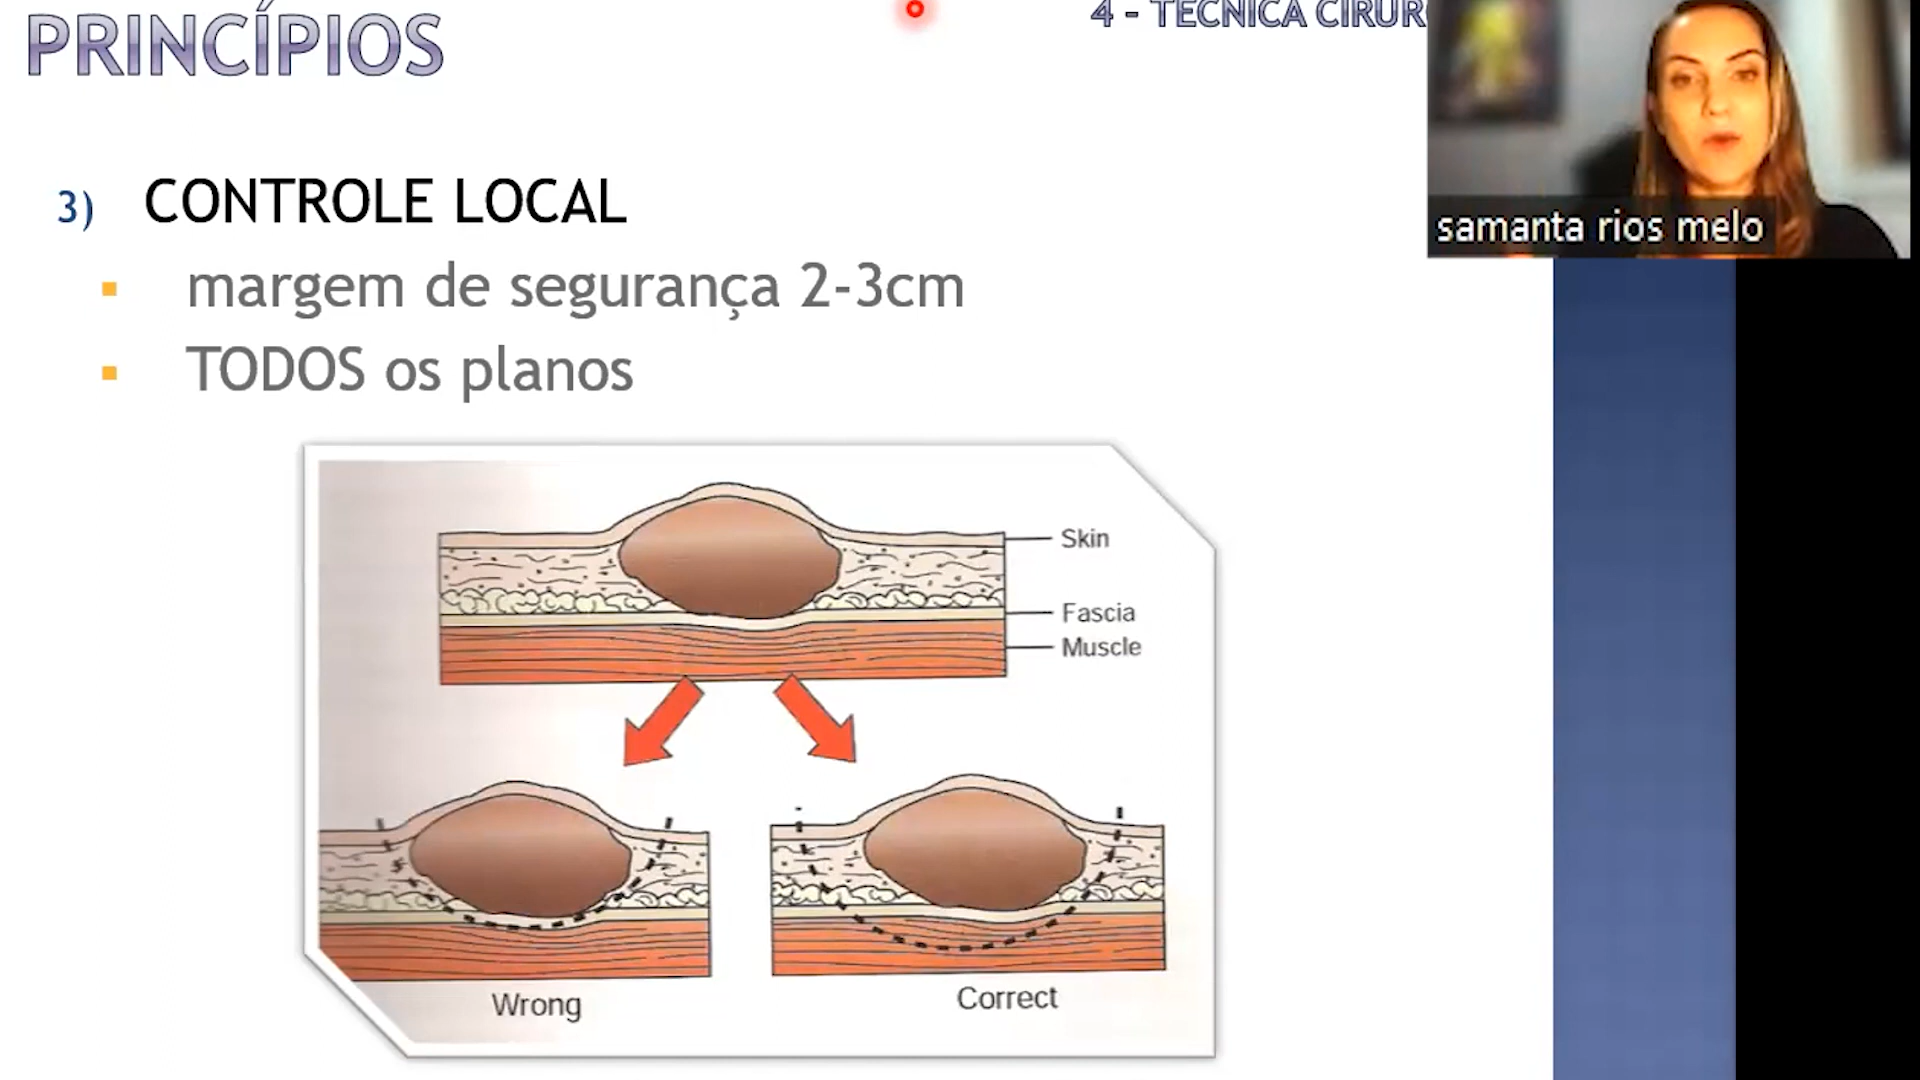 PRINCÍPIOS
4 - TÉCNICA CIRÚR
samanta rios melo
3) CONTROLE LOCAL
margem de segurança 2-3cm
TODOS os planos
Skin
Fascia
Muscle
Wrong
Correct